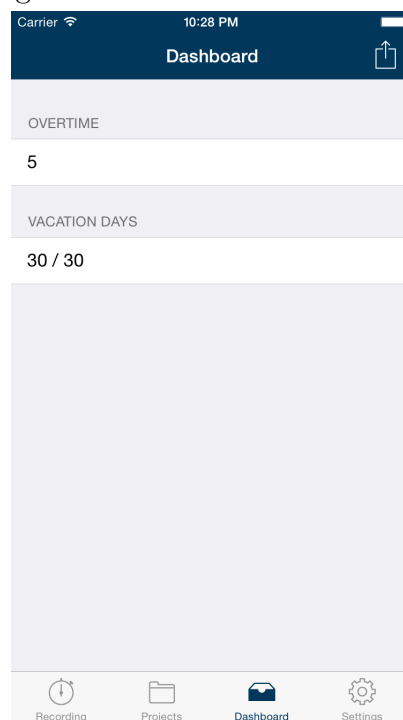 Carrier 10:28 PM
Dashboard
OVERTIME
5
VACATION DAYS
30 / 30
Recording Projects Dashboard Settings